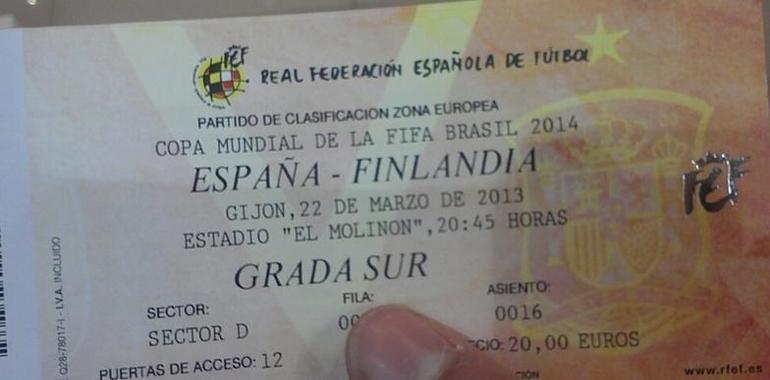 REAL FEDERACIÓN ESPAÑOLA DE FÚTBOL
PARTIDO DE CLASIFICACION ZONA EUROPEA
COPA MUNDIAL DE LA FIFA BRASIL 2014
ESPAÑA - FINLANDIA
GIJON, 22 DE MARZO DE 2013
ESTADIO "EL MOLINON", 20:45 HORAS
GRADA SUR
SECTOR: FILA: ASIENTO:
SECTOR D 0016
PUERTAS DE ACCESO: 12 20,00 EUROS
www.rfef.es
Q28-78017-I - I.V.A. INCLUIDO